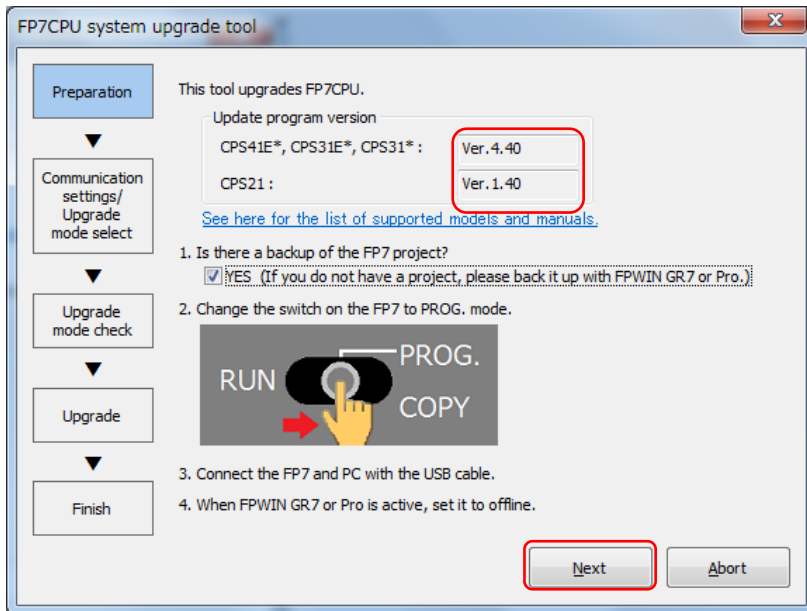 FP7CPU system upgrade tool
Preparation
Communication
settings/
Upgrade
mode select
Upgrade
mode check
Upgrade
Finish
This tool upgrades FP7CPU.
Update program version
CPS41E*, CPS31E*, CPS31* : Ver.4.40
CPS21 : Ver.1.40
See here for the list of supported models and manuals.
1. Is there a backup of the FP7 project?
YES (If you do not have a project, please back it up with FPWIN GR7 or Pro.)
2. Change the switch on the FP7 to PROG. mode.
RUN
PROG.
COPY
3. Connect the FP7 and PC with the USB cable.
4. When FPWIN GR7 or Pro is active, set it to offline.
Next
Abort